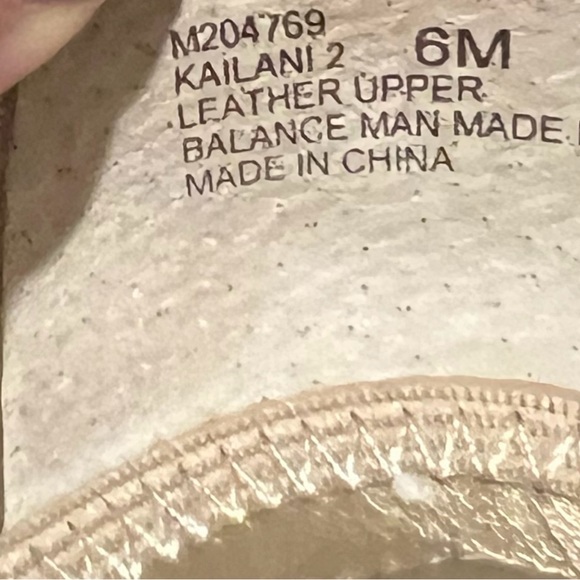 M204769
KAILANI 2 6M
LEATHER UPPER
BALANCE MAN MADE
MADE IN CHINA